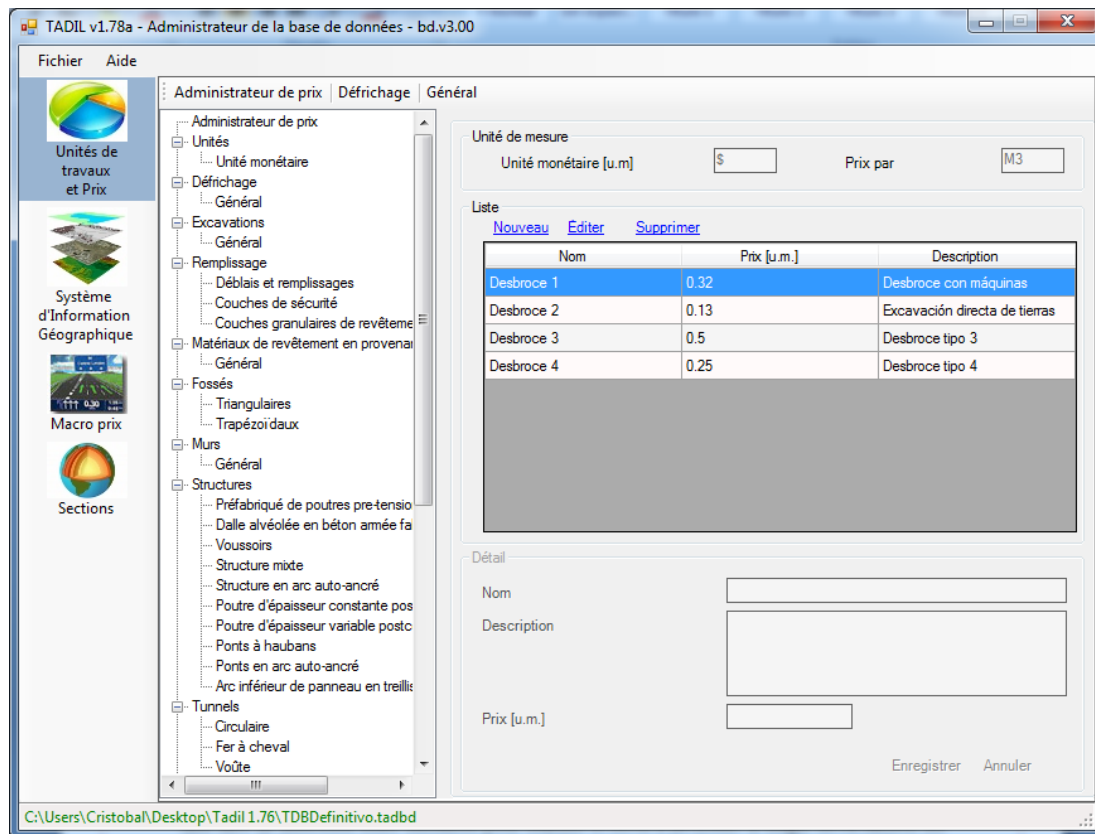 TADIL v1.78a - Administrateur de la base de données - bd.v3.00
Fichier Aide
Unités de
travaux
et Prix
Système
d'Information
Géographique
Macro prix
Sections
Administrateur de prix Défrichage Général
Administrateur de prix
Unités
Unité monétaire
Défrichage
Général
Excavations
Général
Remplissage
Déblais et remplissages
Couches de sécurité
Couches granulaires de revêteme
Matériaux de revêtement en provenai
Général
Fossés
Triangulaires
Trapézoïdaux
Murs
Général
Structures
Préfabriqué de poutres pre-tensio
Dalle alvéolée en béton armée fa
Voussoirs
Structure mixte
Structure en arc auto-ancré
Poutre d'épaisseur constante pos
Poutre d'épaisseur variable postc
Ponts à haubans
Ponts en arc auto-ancré
Arc inférieur de panneau en treillis
Tunnels
Circulaire
Fer à cheval
Voûte
Unité de mesure
Unité monétaire [u.m] $ Prix par M3
Liste
Nouveau Éditer Supprimer
Nom Prix [u.m.] Description
Desbroce 1 0.32 Desbroce con máquinas
Desbroce 2 0.13 Excavación directa de tierras
Desbroce 3 0.5 Desbroce tipo 3
Desbroce 4 0.25 Desbroce tipo 4
Détail
Nom
Description
Prix [u.m.]
Enregistrer Annuler
C:\Users\Cristobal\Desktop\Tadil 1.76\TDBDefinitivo.tadbd